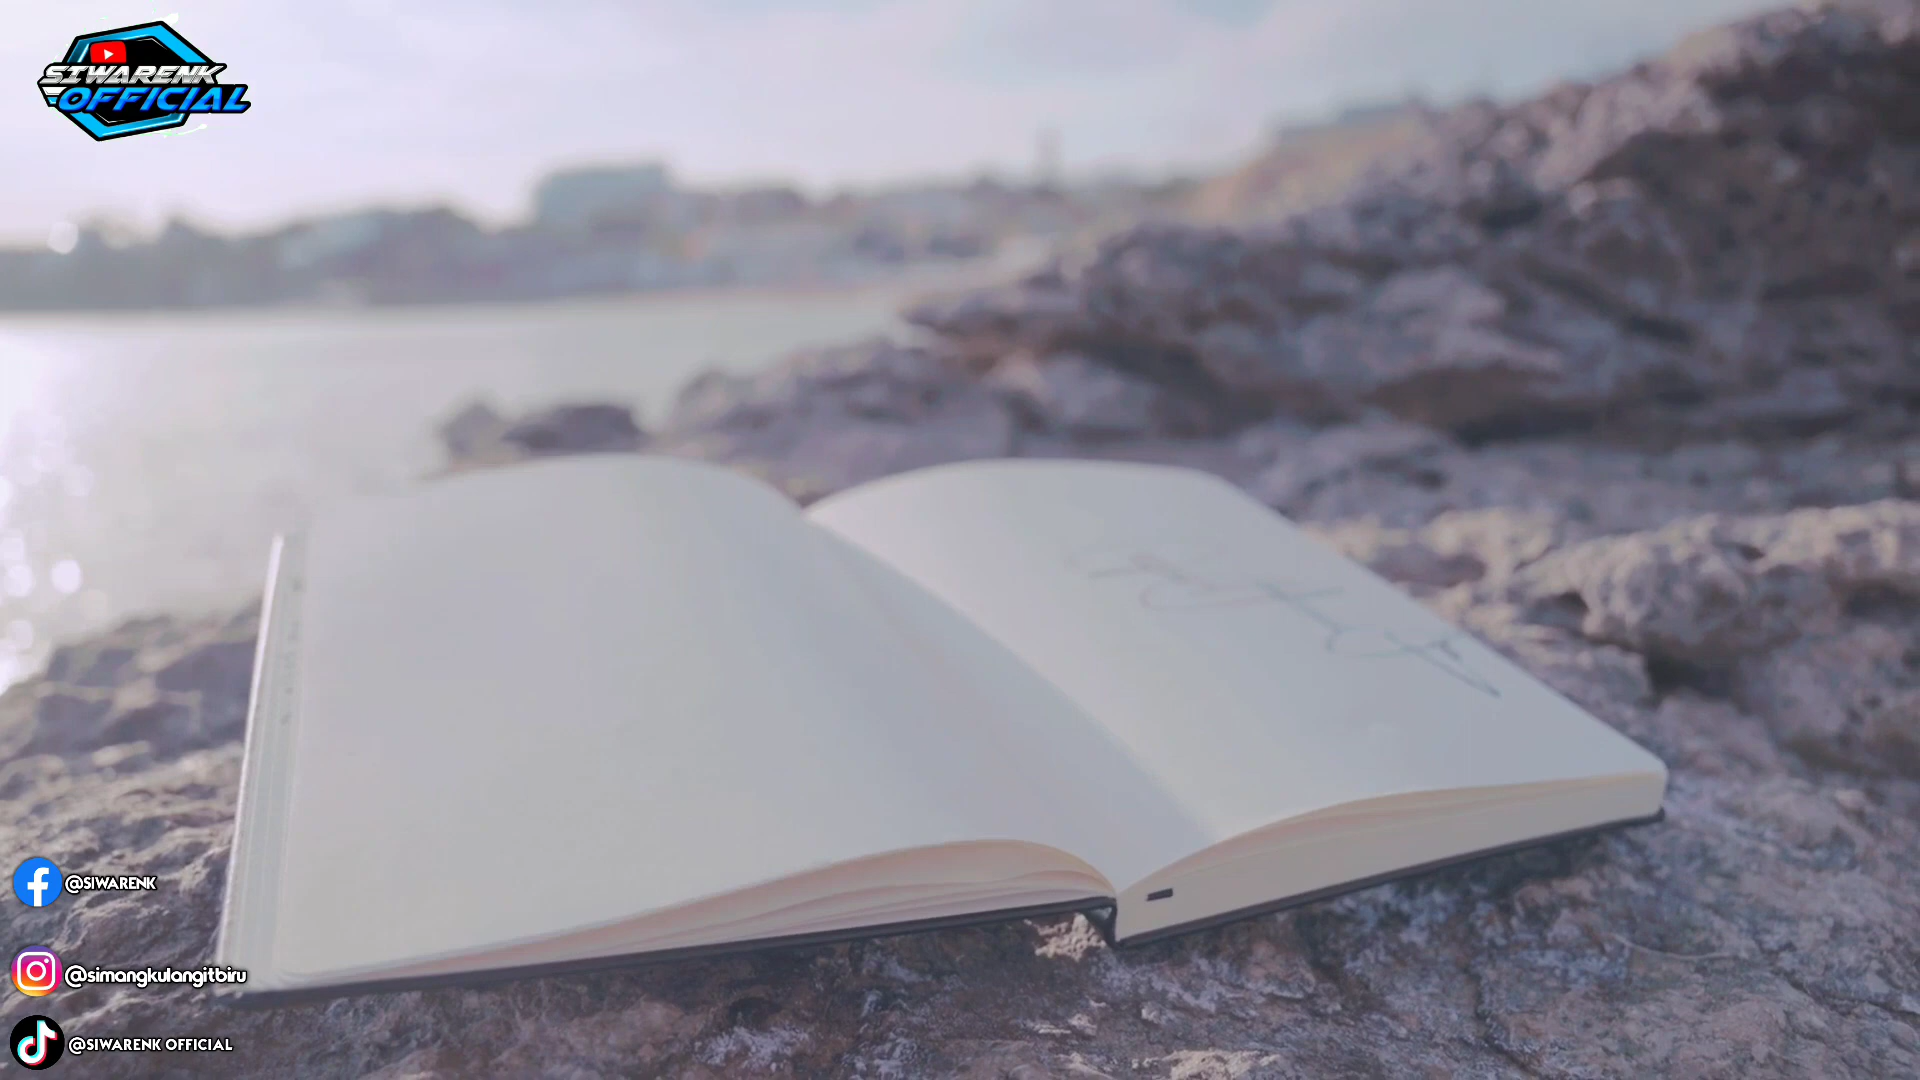 SIWARENK
OFFICIAL
@SIWARENK
@simangkulangitbiru
@SIWARENK OFFICIAL